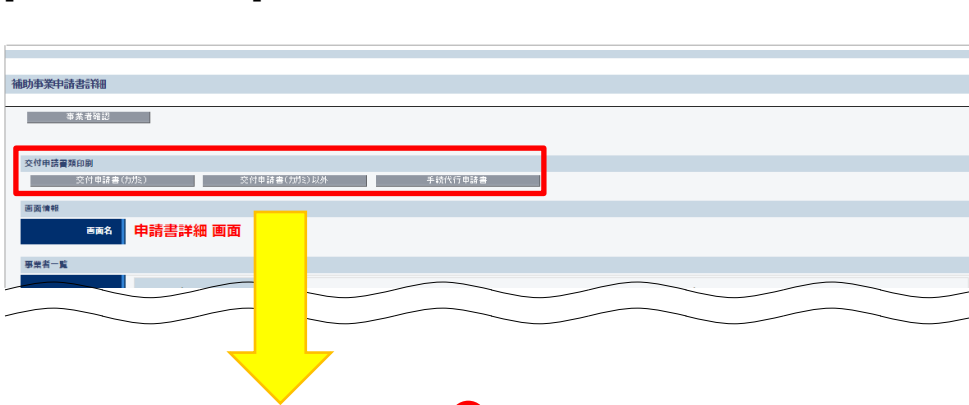 補助事業申請書詳細
事業者確認
交付申請書類印刷
交付申請書(ｶｶﾞﾐ)
交付申請書(ｶｶﾞﾐ)以外
手続代行申請書
画面情報
画面名
申請書詳細 画面
事業者一覧